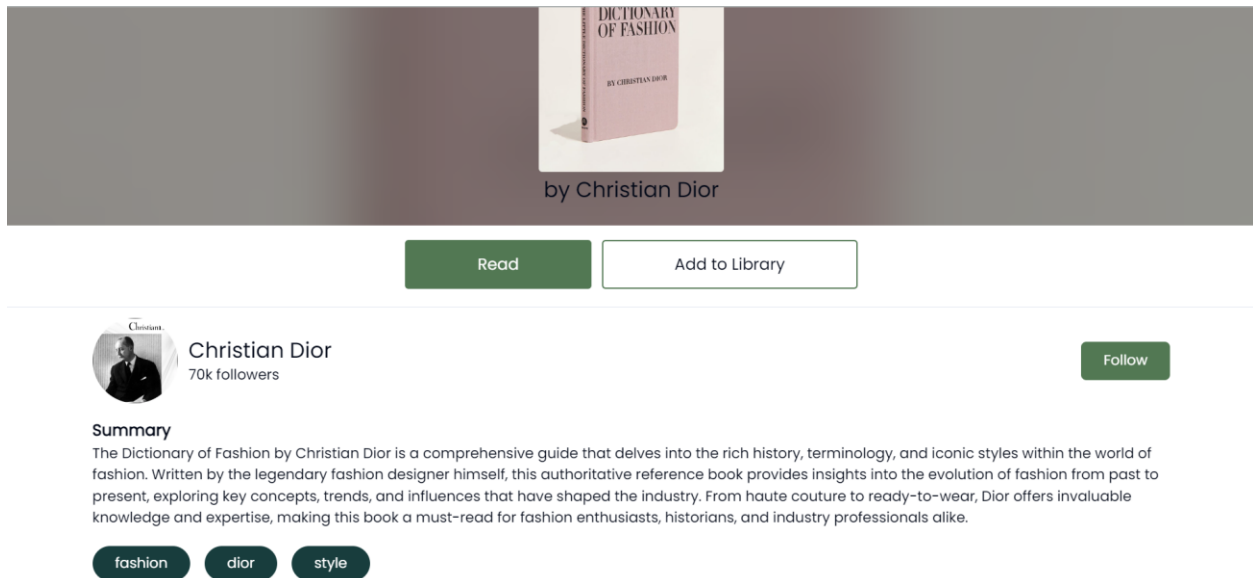 DICTIONARY
OF FASHION
BY CHRISTIAN DIOR
by Christian Dior
Read
Add to Library
Christian
Christian Dior
70k followers
Follow
Summary
The Dictionary of Fashion by Christian Dior is a comprehensive guide that delves into the rich history, terminology, and iconic styles within the world of
fashion. Written by the legendary fashion designer himself, this authoritative reference book provides insights into the evolution of fashion from past to
present, exploring key concepts, trends, and influences that have shaped the industry. From haute couture to ready-to-wear, Dior offers invaluable
knowledge and expertise, making this book a must-read for fashion enthusiasts, historians, and industry professionals alike.
fashion
dior
style